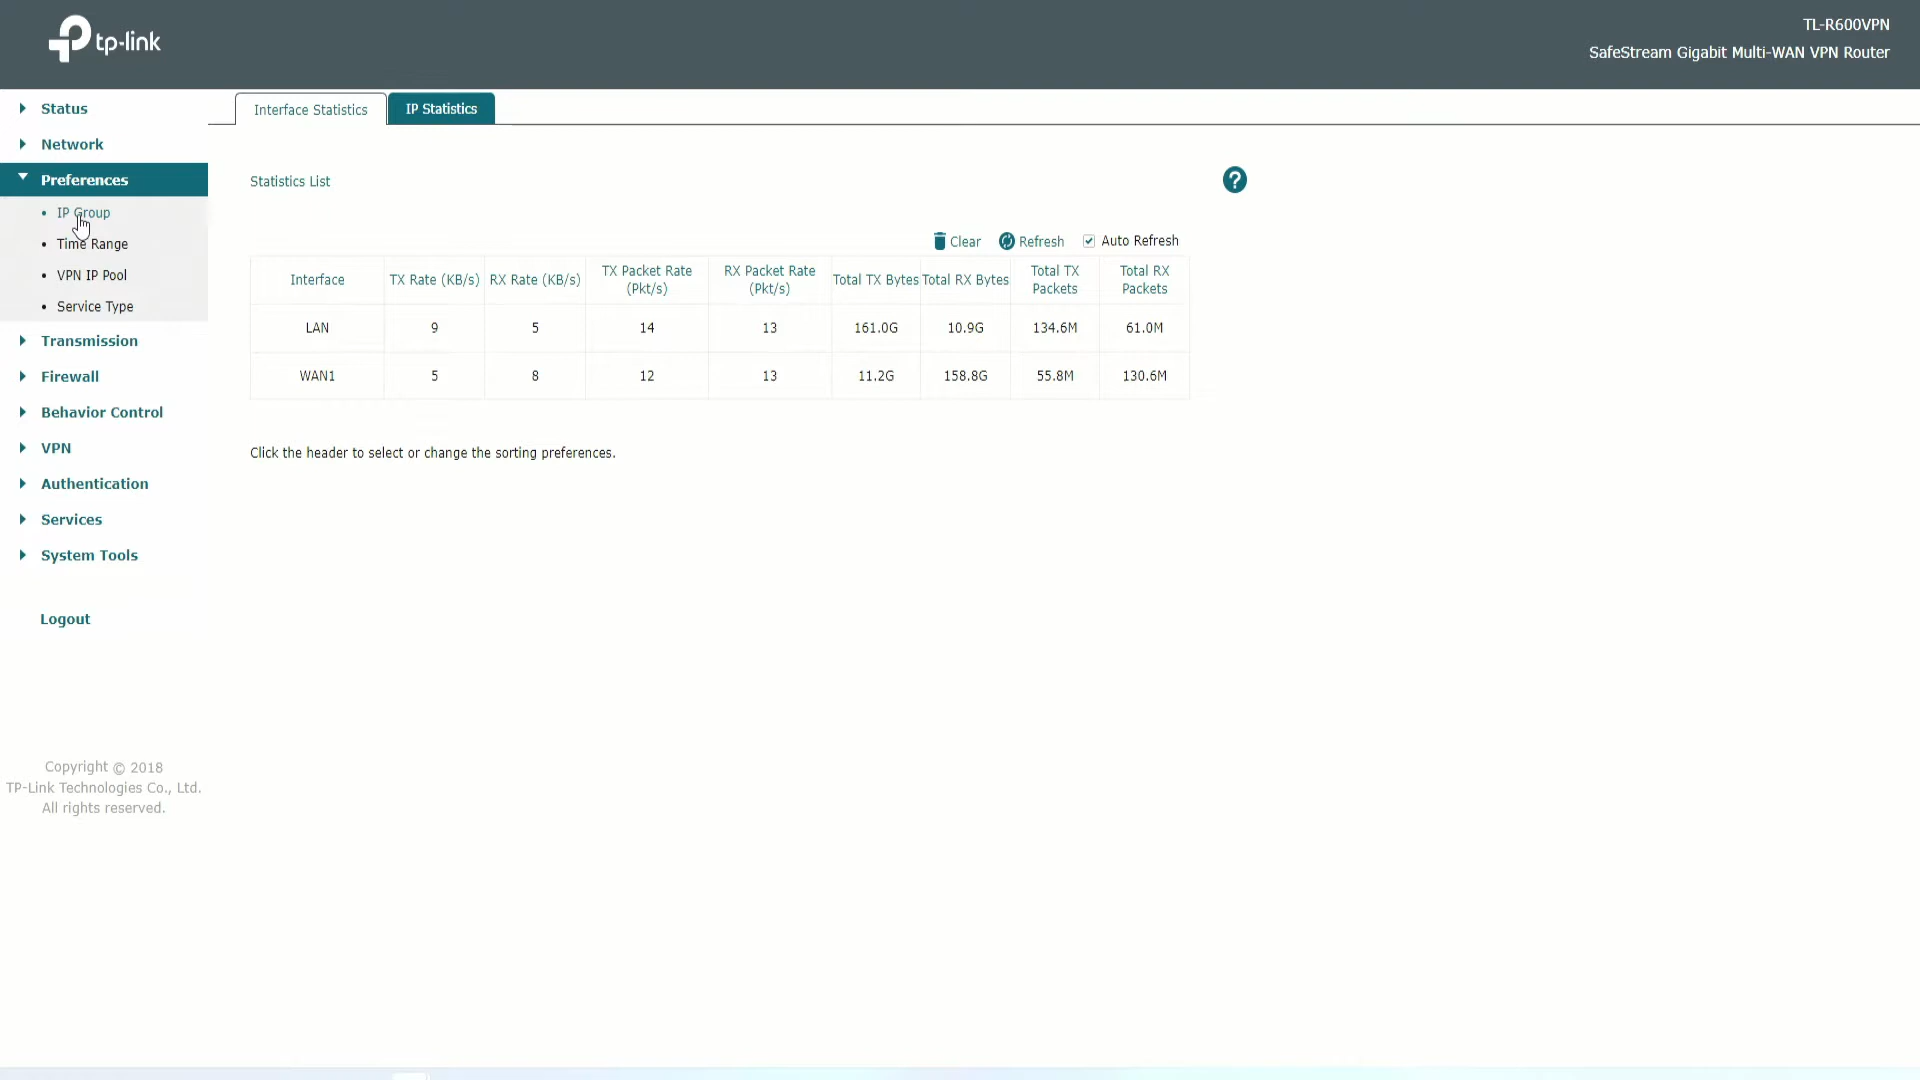 tp-link
TL-R600VPN
SafeStream Gigabit Multi-WAN VPN Router
Status
Network
Preferences
IP Group
Time Range
VPN IP Pool
Service Type
Transmission
Firewall
Behavior Control
VPN
Authentication
Services
System Tools
Logout
Copyright © 2018
TP-Link Technologies Co., Ltd.
All rights reserved.
Interface Statistics IP Statistics
Statistics List
?
Clear Refresh Auto Refresh
Interface TX Rate (KB/s) RX Rate (KB/s) TX Packet Rate (Pkt/s) RX Packet Rate (Pkt/s) Total TX Bytes Total RX Bytes Total TX Packets Total RX Packets
LAN 9 5 14 13 161.0G 10.9G 134.6M 61.0M
WAN1 5 8 12 13 11.2G 158.8G 55.8M 130.6M
Click the header to select or change the sorting preferences.